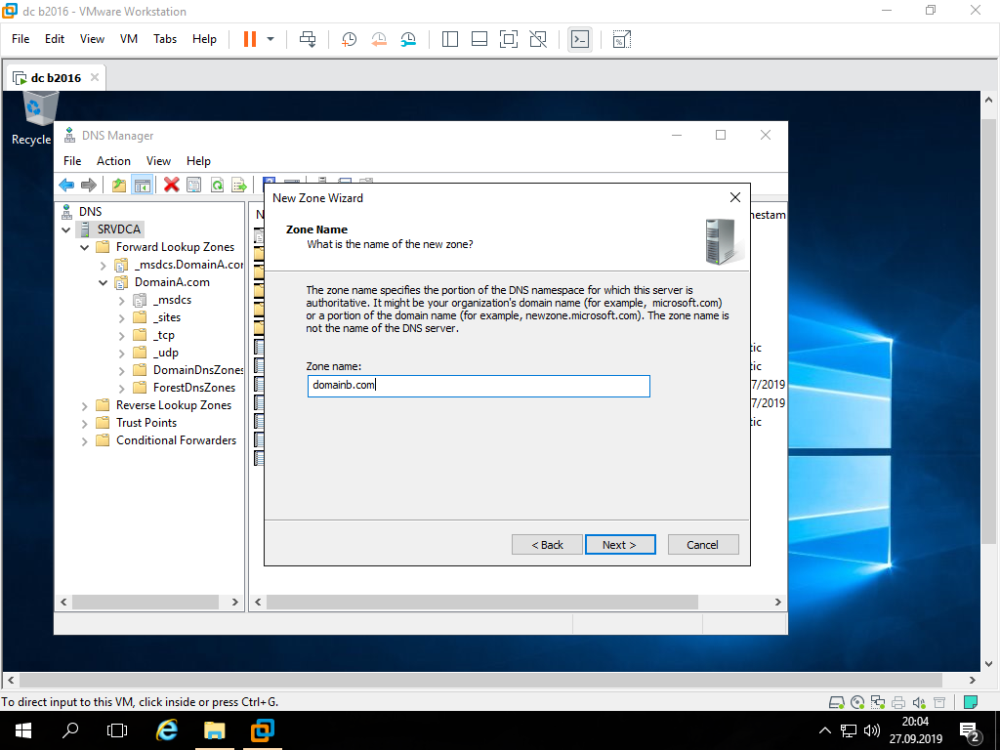 dc b2016 - VMware Workstation
File Edit View VM Tabs Help
dc b2016
Recycle
DNS Manager
File Action View Help
DNS
SRVDCA
Forward Lookup Zones
_msdcs.DomainA.com
DomainA.com
_msdcs
_sites
_tcp
_udp
DomainDnsZones
ForestDnsZones
Reverse Lookup Zones
Trust Points
Conditional Forwarders
N
nestam
tic
tic
7/2019
7/2019
tic
New Zone Wizard
Zone Name
What is the name of the new zone?
The zone name specifies the portion of the DNS namespace for which this server is
authoritative. It might be your organization's domain name (for example, microsoft.com)
or a portion of the domain name (for example, newzone.microsoft.com). The zone name is
not the name of the DNS server.
Zone name:
domainb.com
< Back Next > Cancel
To direct input to this VM, click inside or press Ctrl+G.
20:04
27.09.2019
2